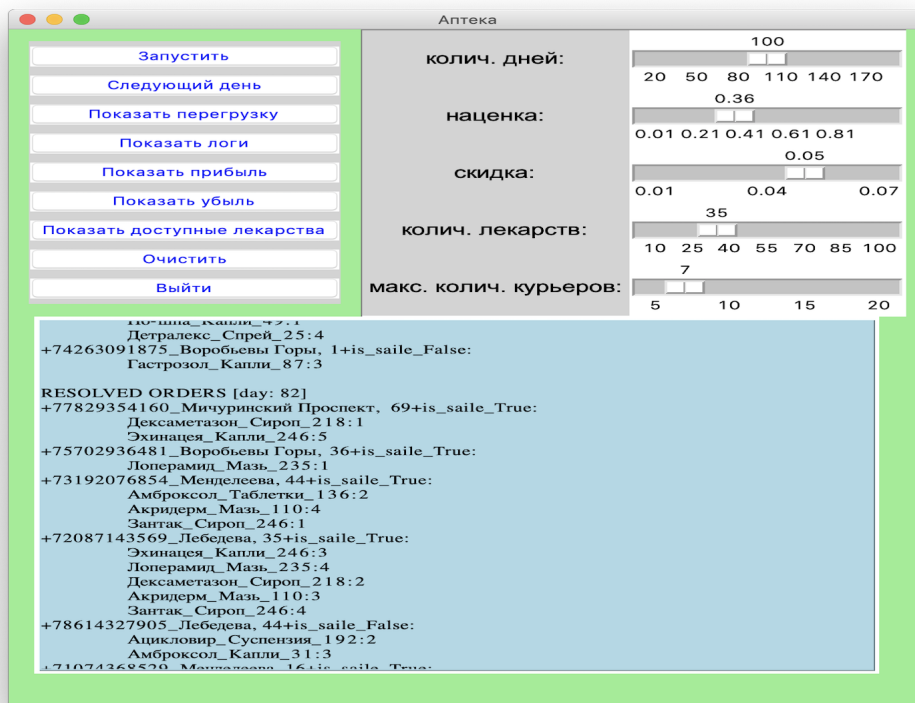 Аптека
Запустить
Следующий день
Показать перегрузку
Показать логи
Показать прибыль
Показать убыль
Показать доступные лекарства
Очистить
Выйти
колич. дней:
100
20 50 80 110 140 170
наценка:
0.36
0.01 0.21 0.41 0.61 0.81
скидка:
0.05
0.01 0.04 0.07
колич. лекарств:
35
10 25 40 55 70 85 100
макс. колич. курьеров:
7
5 10 15 20
Но-шпа_Капли_49:1
Детралекс_Спрей_25:4
+74263091875_Воробьевы Горы, 1+is_saile_False:
Гастрозол_Капли_87:3
RESOLVED ORDERS [day: 82]
+77829354160_Мичуринский Проспект, 69+is_saile_True:
Дексаметазон_Сироп_218:1
Эхинацея_Капли_246:5
+75702936481_Воробьевы Горы, 36+is_saile_True:
Лоперамид_Мазь_235:1
+73192076854_Менделеева, 44+is_saile_True:
Амброксол_Таблетки_136:2
Акридерм_Мазь_110:4
Зантак_Сироп_246:1
+72087143569_Лебедева, 35+is_saile_True:
Эхинацея_Капли_246:3
Лоперамид_Мазь_235:4
Дексаметазон_Сироп_218:2
Акридерм_Мазь_110:3
Зантак_Сироп_246:4
+78614327905_Лебедева, 44+is_saile_False:
Ацикловир_Суспензия_192:2
Амброксол_Капли_31:3
+71074368529_Менделеева, 16+is_saile_True: